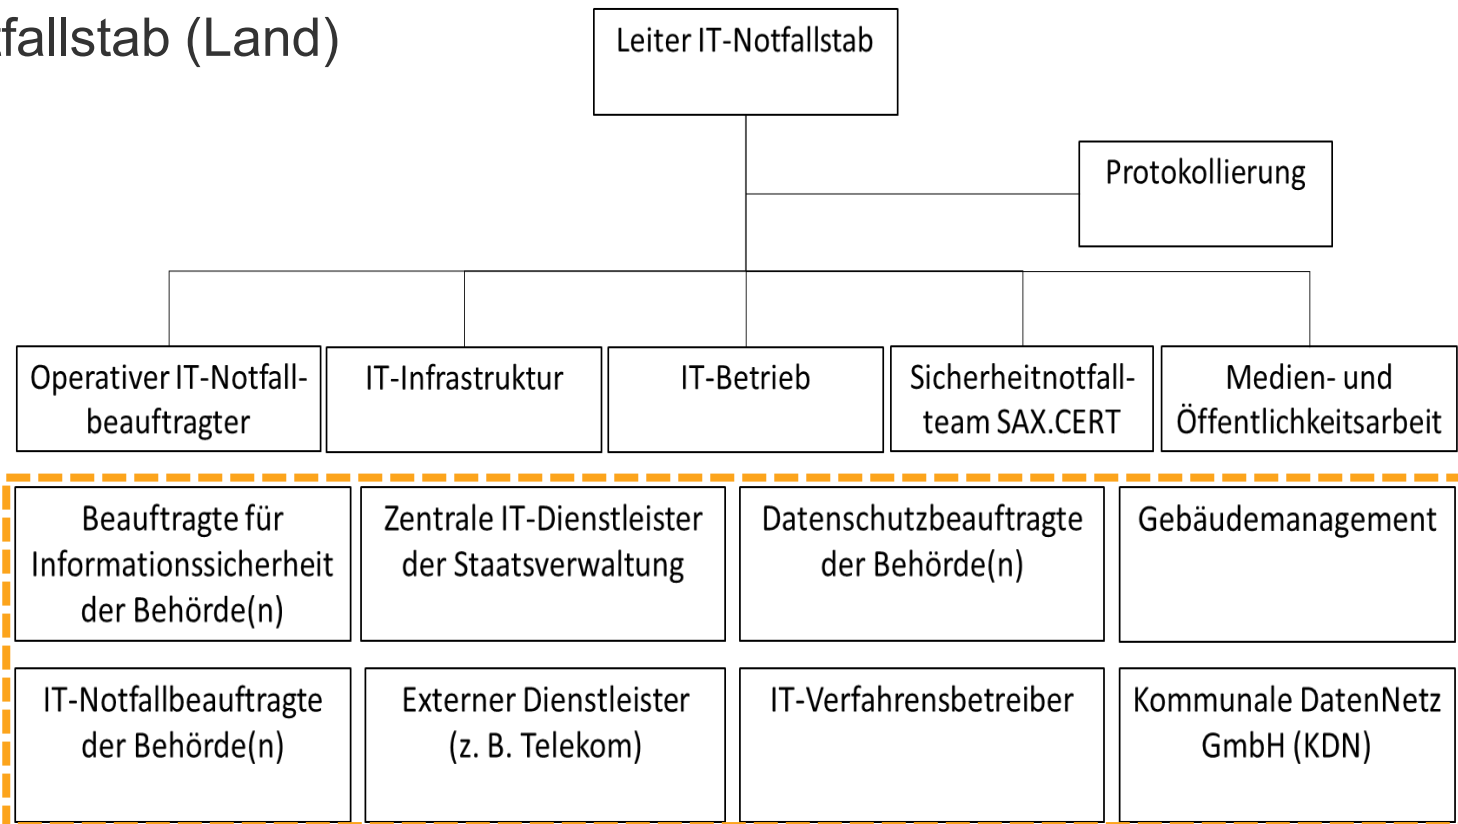 tfallstab (Land)
Leiter IT-Notfallstab
Protokollierung
Operativer IT-Notfall-
beauftragter
IT-Infrastruktur
IT-Betrieb
Sicherheitnotfall-
team SAX.CERT
Medien- und
Öffentlichkeitsarbeit
Beauftragte für
Informationssicherheit
der Behörde(n)
Zentrale IT-Dienstleister
der Staatsverwaltung
Datenschutzbeauftragte
der Behörde(n)
Gebäudemanagement
IT-Notfallbeauftragte
der Behörde(n)
Externer Dienstleister
(z. B. Telekom)
IT-Verfahrensbetreiber
Kommunale DatenNetz
GmbH (KDN)